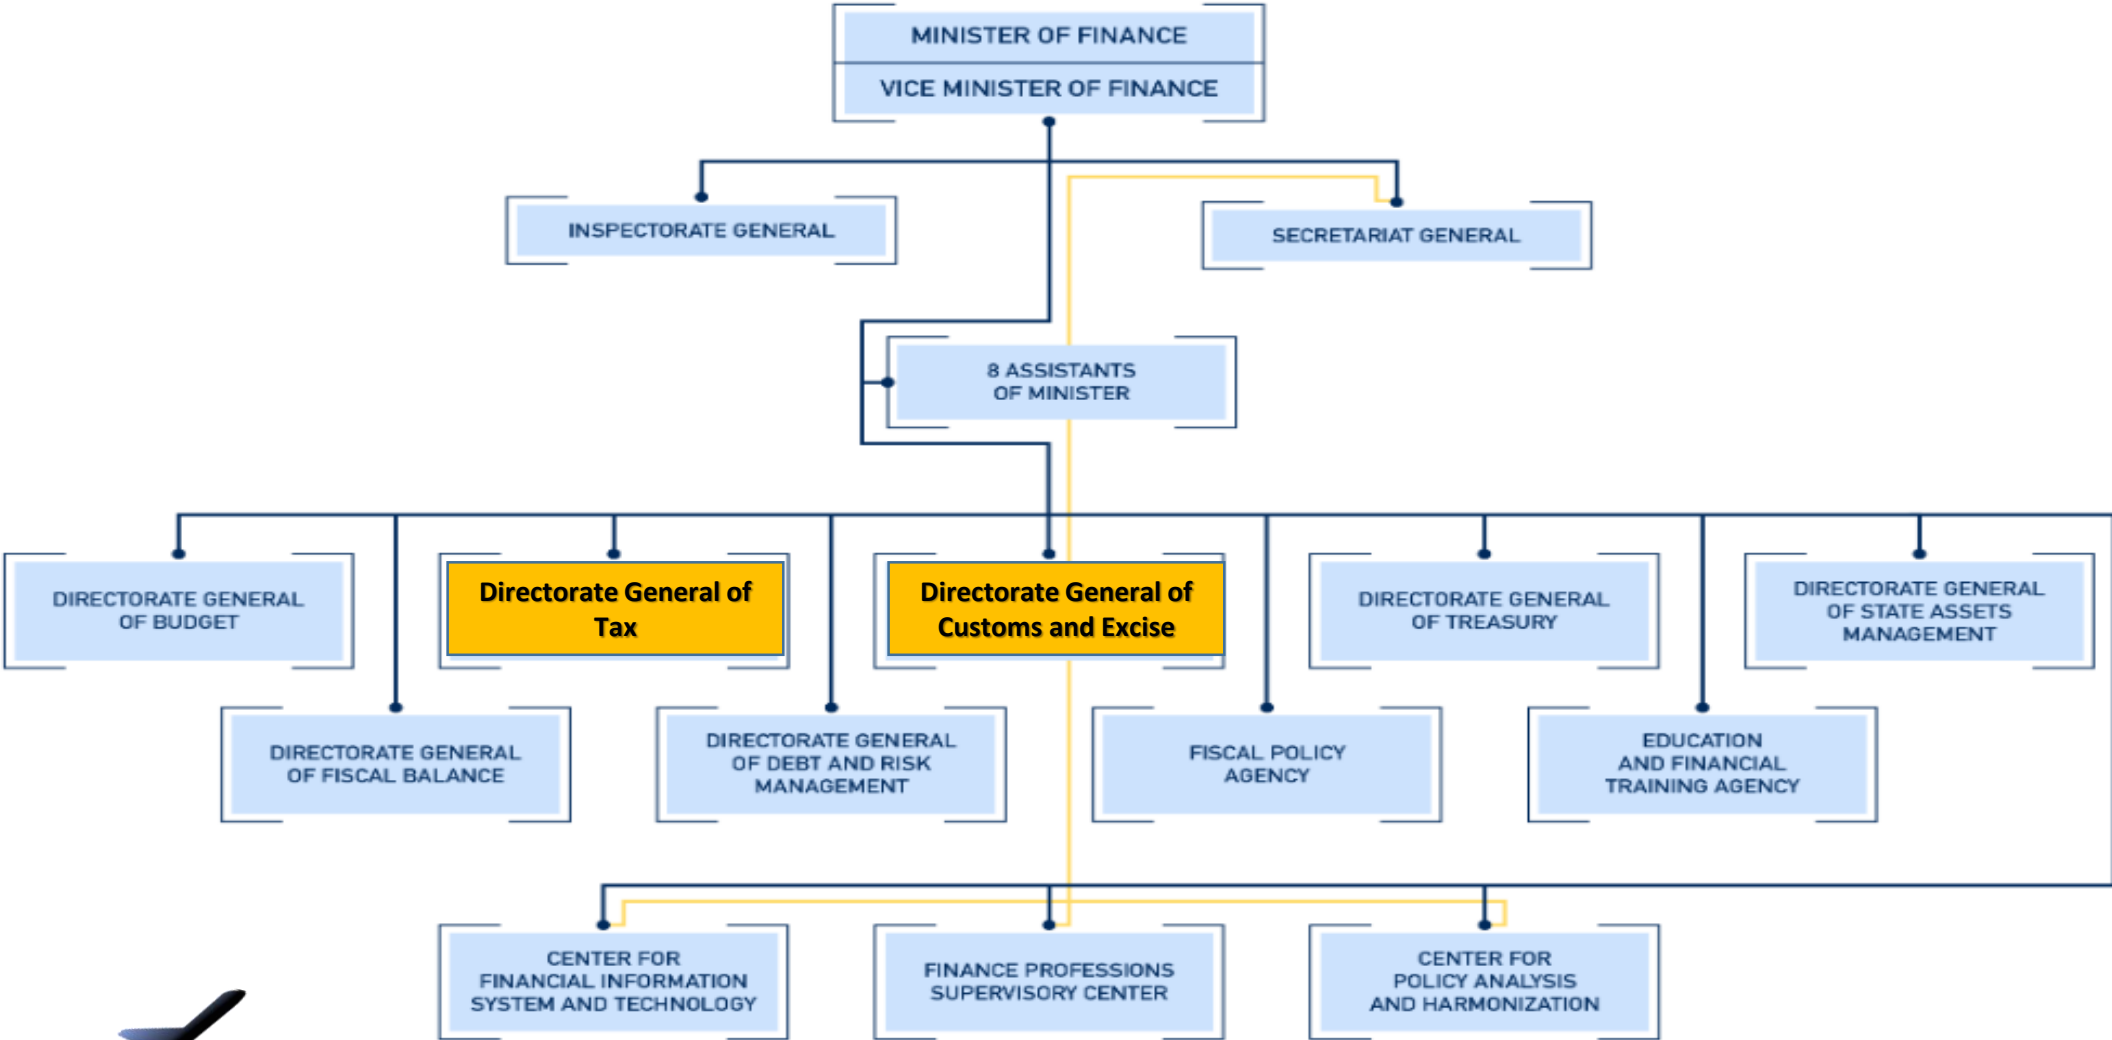 MINISTER OF FINANCE
VICE MINISTER OF FINANCE
INSPECTORATE GENERAL
SECRETARIAT GENERAL
8 ASSISTANTS
OF MINISTER
DIRECTORATE GENERAL
OF BUDGET
Directorate General of
Tax
Directorate General of
Customs and Excise
DIRECTORATE GENERAL
OF TREASURY
DIRECTORATE GENERAL
OF STATE ASSETS
MANAGEMENT
DIRECTORATE GENERAL
OF FISCAL BALANCE
DIRECTORATE GENERAL
OF DEBT AND RISK
MANAGEMENT
FISCAL POLICY
AGENCY
EDUCATION
AND FINANCIAL
TRAINING AGENCY
CENTER FOR
FINANCIAL INFORMATION
SYSTEM AND TECHNOLOGY
FINANCE PROFESSIONS
SUPERVISORY CENTER
CENTER FOR
POLICY ANALYSIS
AND HARMONIZATION